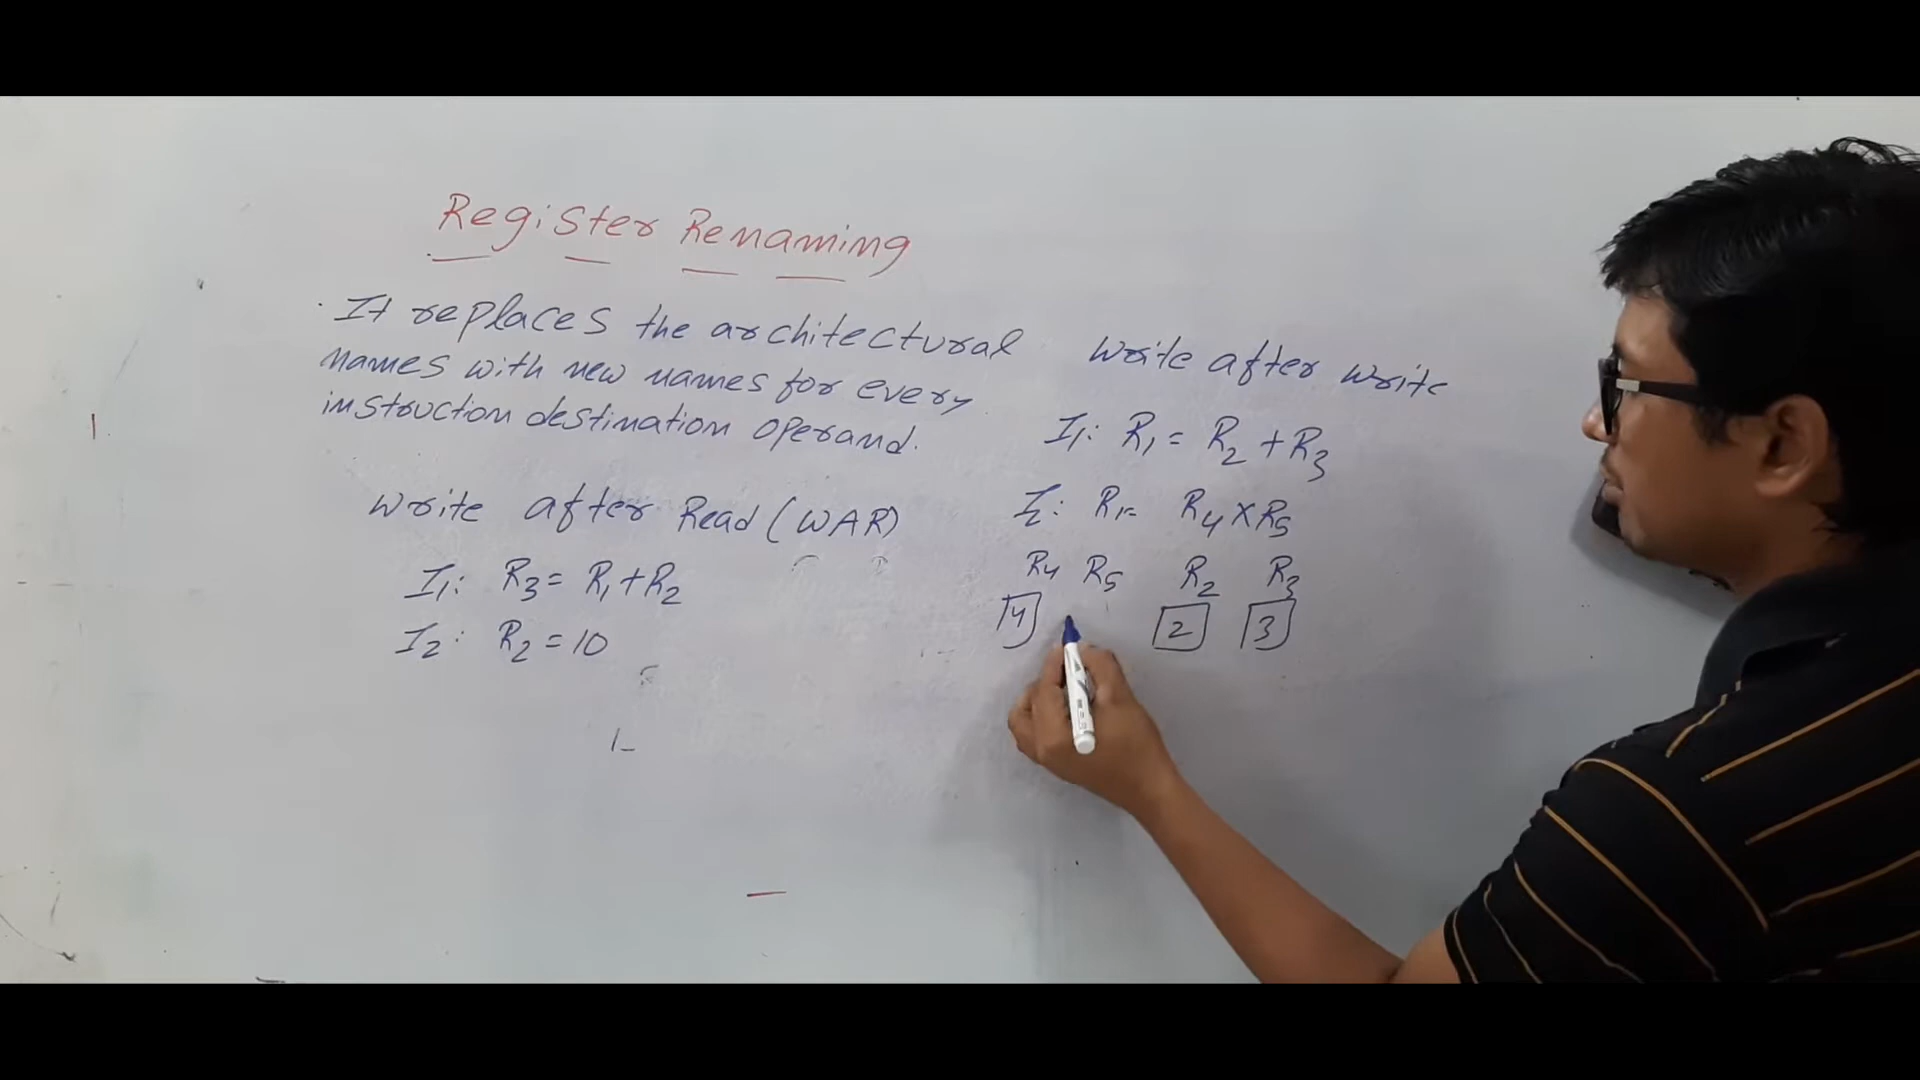 Register Renaming
. It replaces the architectural
names with new names for every
instruction destination operand.
Write after Read (WAR)
I1: R3 = R1 + R2
I2: R2 = 10
Write after write
I1: R1 = R2 + R3
I2: R1= R4 X R5
R4 R5 R2 R3
4 2 3